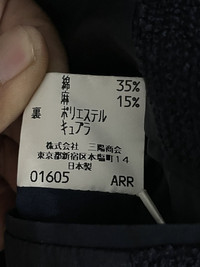 綿 35%
麻 15%
裏 ポリエステル
キュプラ
株式会社 三陽商会
東京都新宿区本塩町14
日本製
01605 ARR